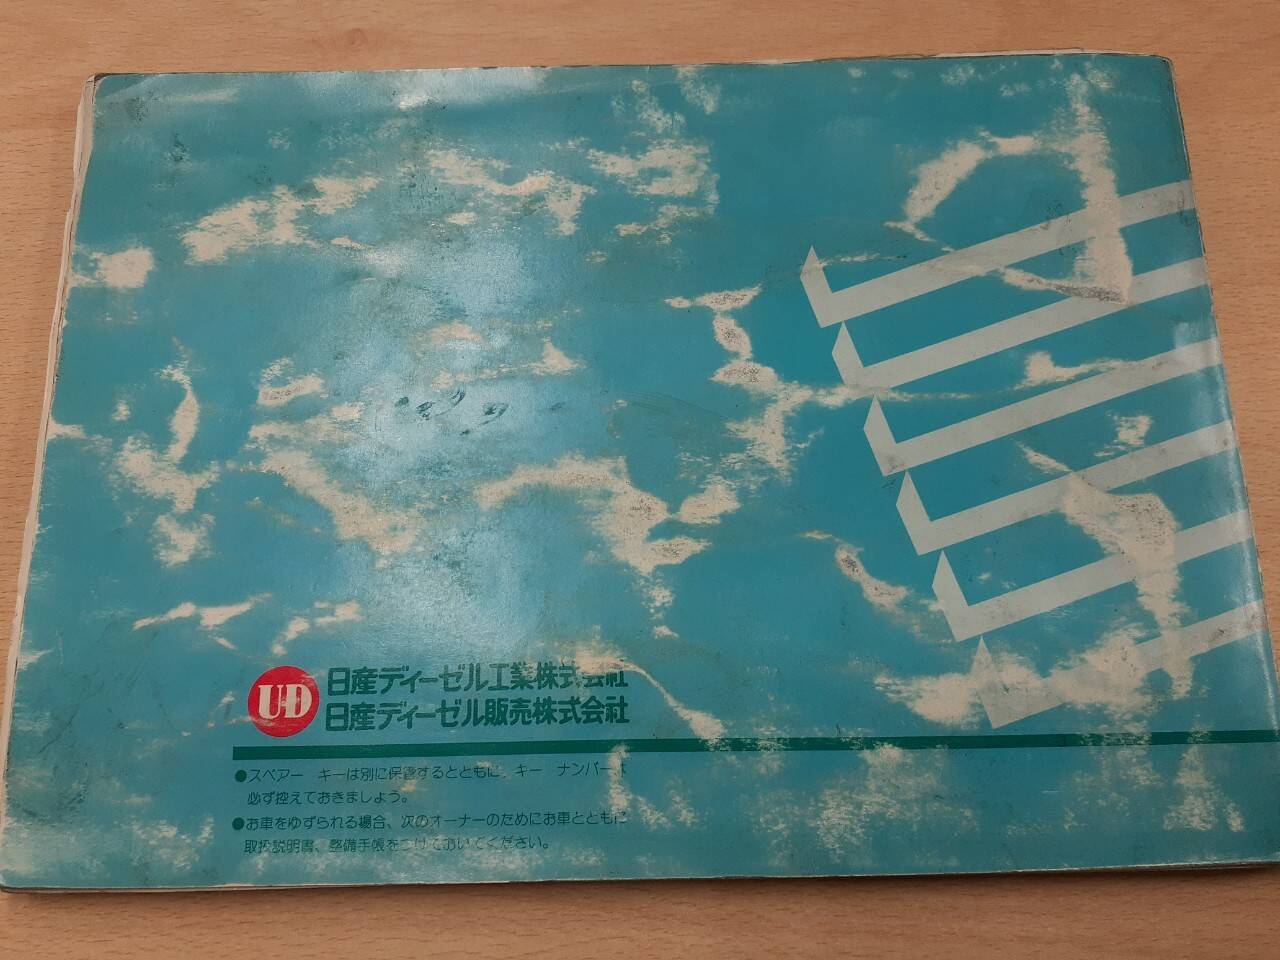 UD
日産ディーゼル工業株式会社
日産ディーゼル販売株式会社
●スペアー キーは別に保管するとともに、キー ナンバーは
必ず控えておきましょう。
●お車をゆずられる場合、次のオーナーのためにお車とともに
取扱説明書、整備手帳をつけておいてください。